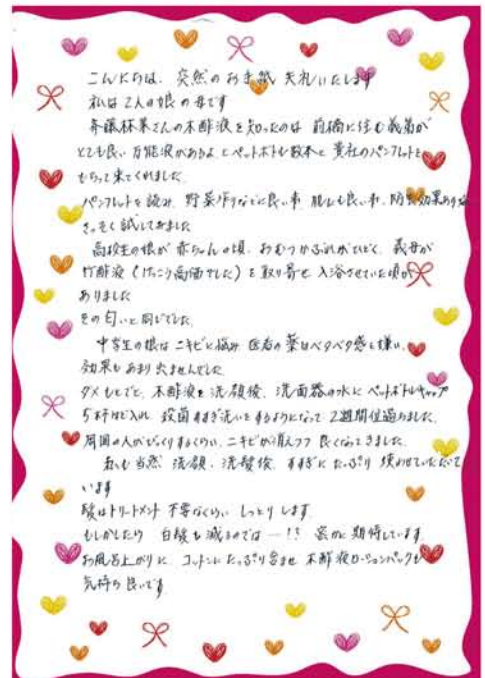 こんにちは、突然のお手紙 失礼いたします
私は2人の娘の母です
斉藤林業さんの木酢液を知ったのは 前橋に住む義弟が
とても良い万能液があるよ とペットボトル数本と 貴社のパンフレットを
もらって来てくれました
パンフレットを読み 野菜作りなどに良い事、肌にも良い事、防虫効果あり
さっそく試してみました
高校生の娘が 赤ちゃんの頃、おむつかぶれがひどく、義母が
竹酢液(けっこう高価でした)を取り寄せ 入浴させていた頃が
ありました
その匂いと同じでした
中学生の娘は ニキビに悩み 医者の薬はベタベタ感を嫌い、
効果もあまり出ませんでした
ダメもとでと、木酢液を洗顔後、洗面器の水に ペットボトルキャップ
5杯ほど入れ 殺菌すすぎ洗いをするようになって 2週間位過ぎました、
周囲の人がびっくりするくらい、ニキビが消えつつ 良くなってきました
私も当然 洗顔、洗髪後、すすぎに たっぷり 使わせていただいて
います
髪はトリートメント 不要なくらい しっとり します
もしかしたら 白髪も減るのでは―!? 密かに期待しています
お風呂上がりに コットンに たっぷり含ませ 木酢液ローションパックも
気持ち良いです